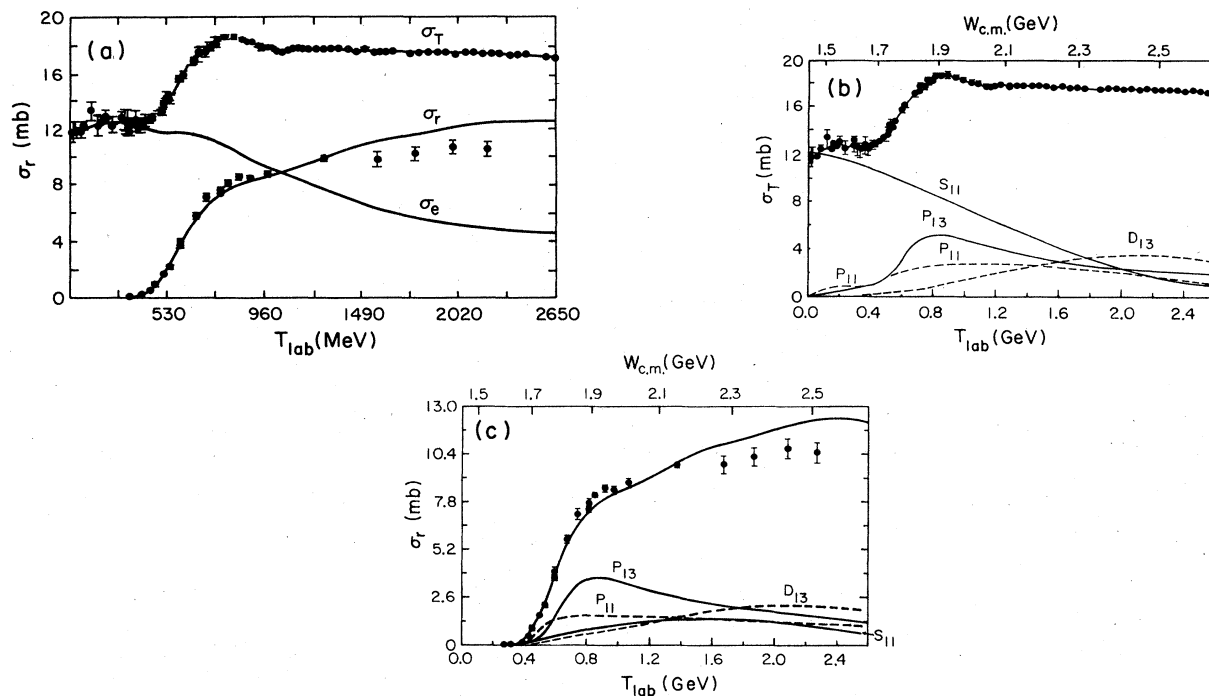 (a)
σT
σr
σe
20
16
12
8
4
0
σr (mb)
530 960 1490 2020 2650
Tlab(MeV)
Wc.m.(GeV)
1.5 1.7 1.9 2.1 2.3 2.5
(b)
20
16
12
8
4
0
σT (mb)
S11
P13
P11
P11
D13
0.0 0.4 0.8 1.2 1.6 2.0 2.4
Tlab(GeV)
Wc.m.(GeV)
1.5 1.7 1.9 2.1 2.3 2.5
(c)
13.0
10.4
7.8
5.2
2.6
0
σr (mb)
P13
P11
D13
S11
0.0 0.4 0.8 1.2 1.6 2.0 2.4
Tlab(GeV)